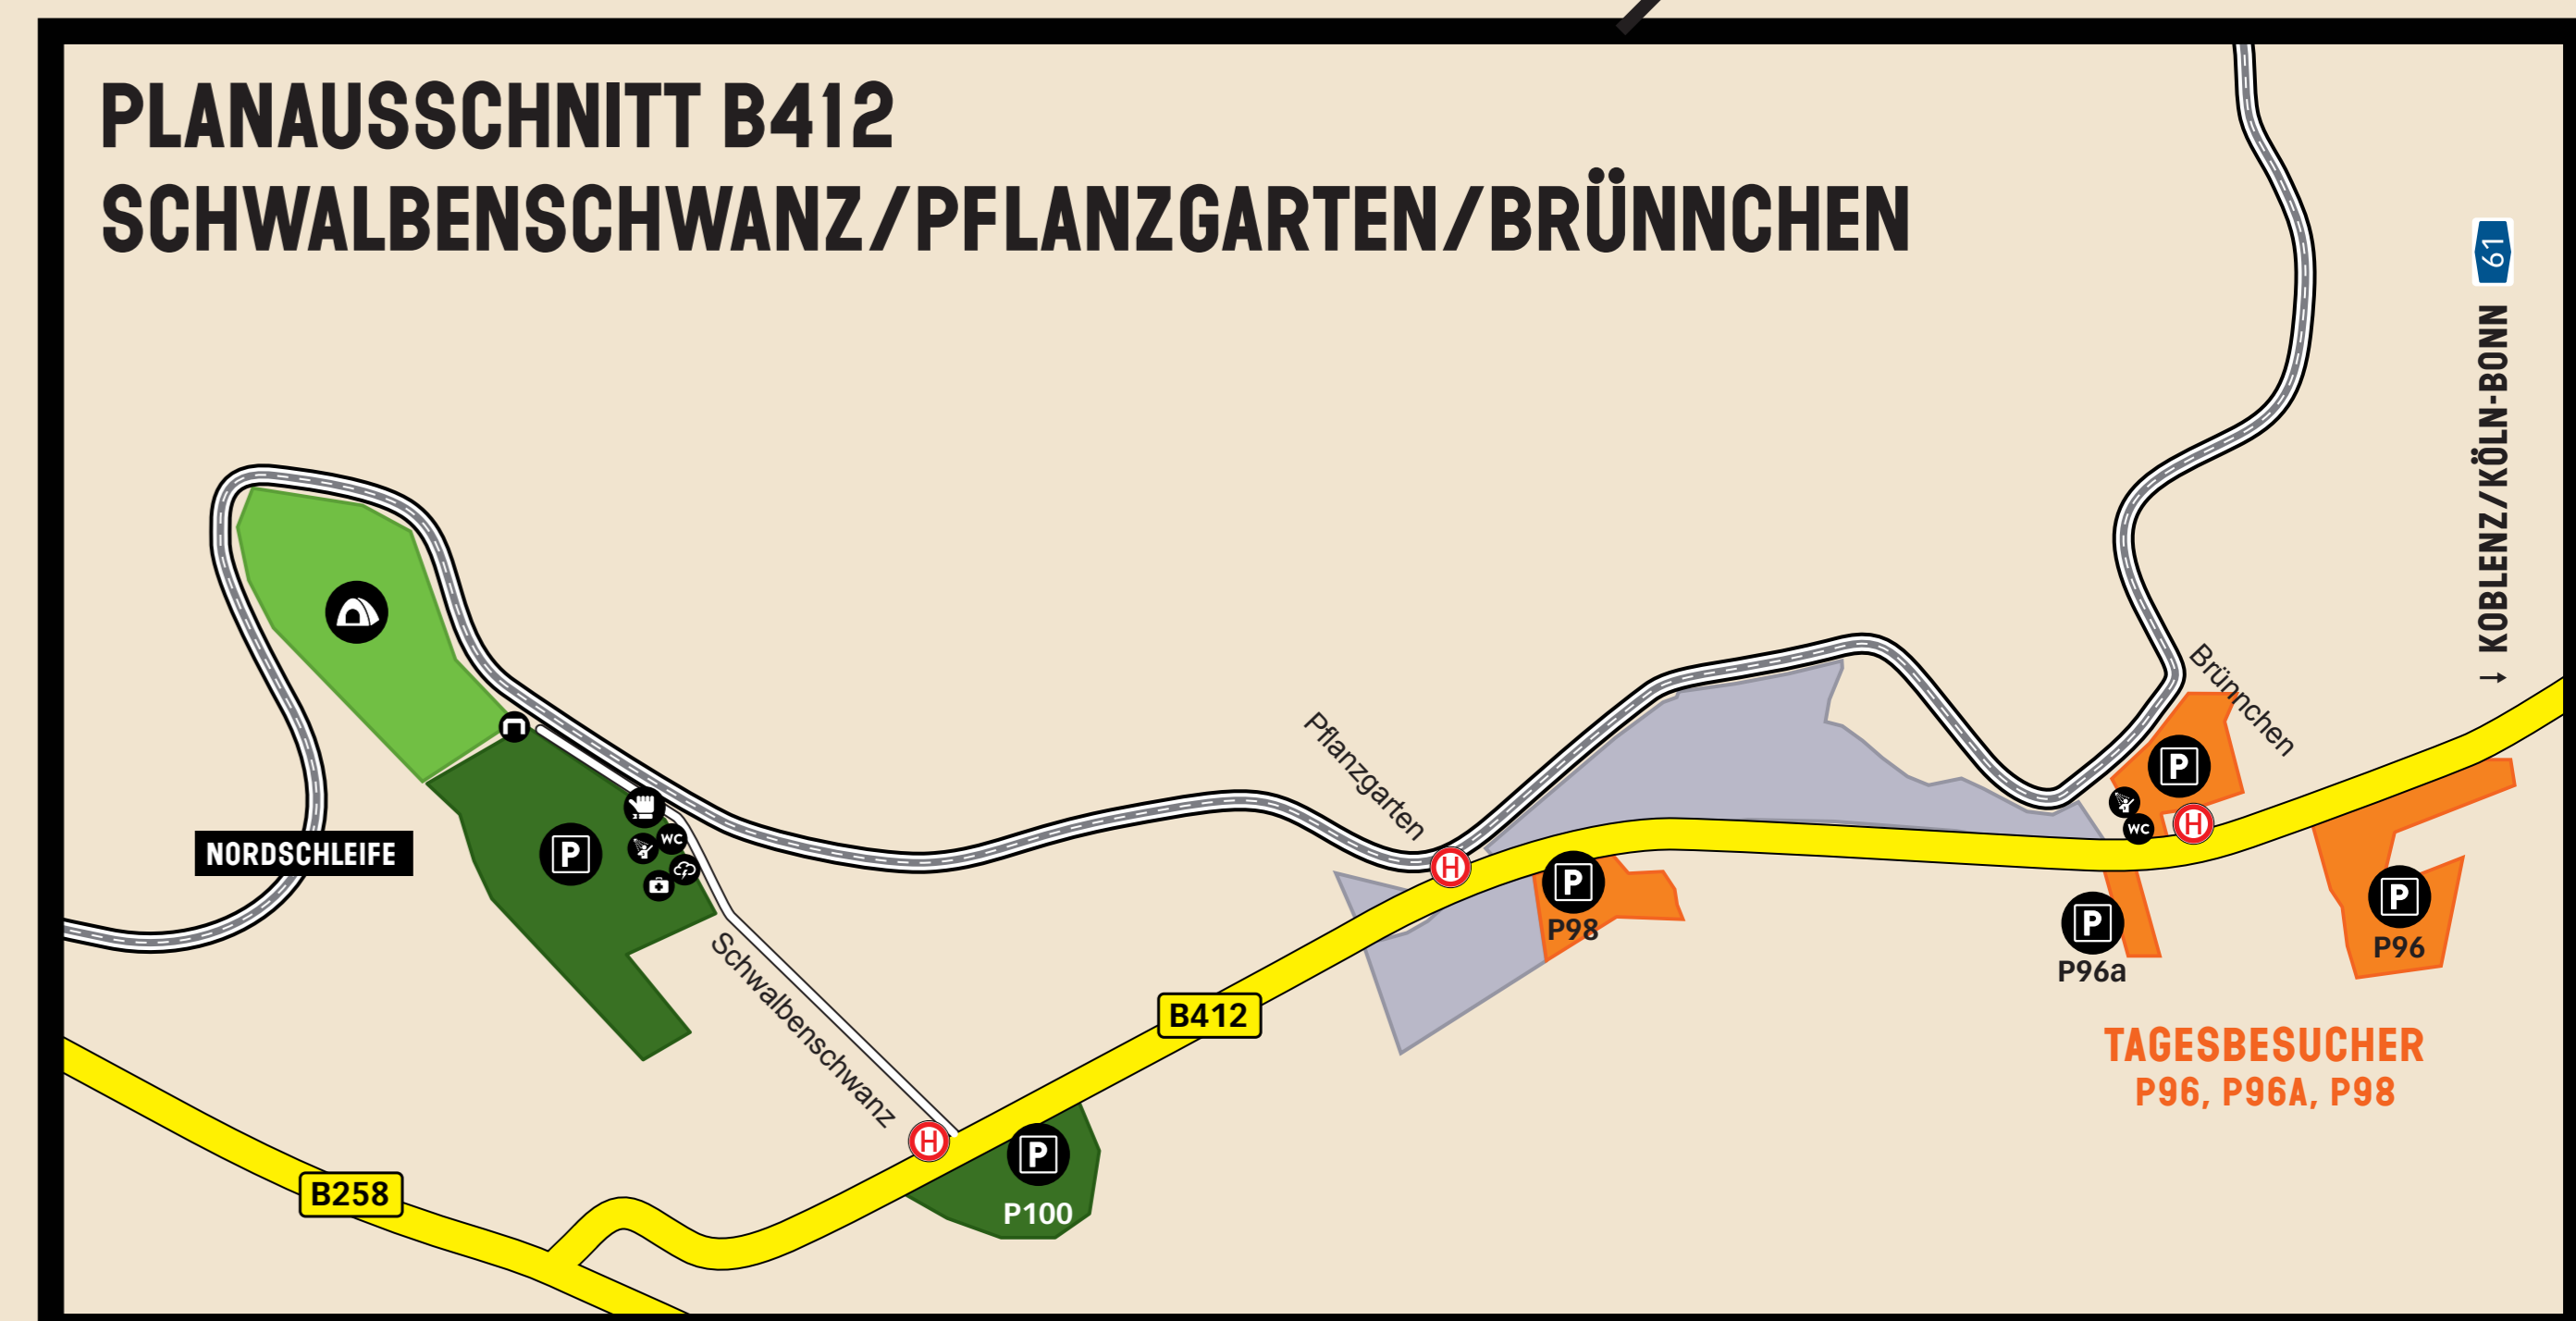 PLANAUSSCHNITT B412
SCHWALBENSCHWANZ/PFLANZGARTEN/BRÜNNCHEN
61
→ KOBLENZ/KÖLN-BONN
Brünnchen
Pflanzgarten
P
H
WC
NORDSCHLEIFE
P
WC
H
P
P98
P
P96a
P
P96
Schwalbenschwanz
B412
TAGESBESUCHER
P96, P96A, P98
H
P
P100
B258